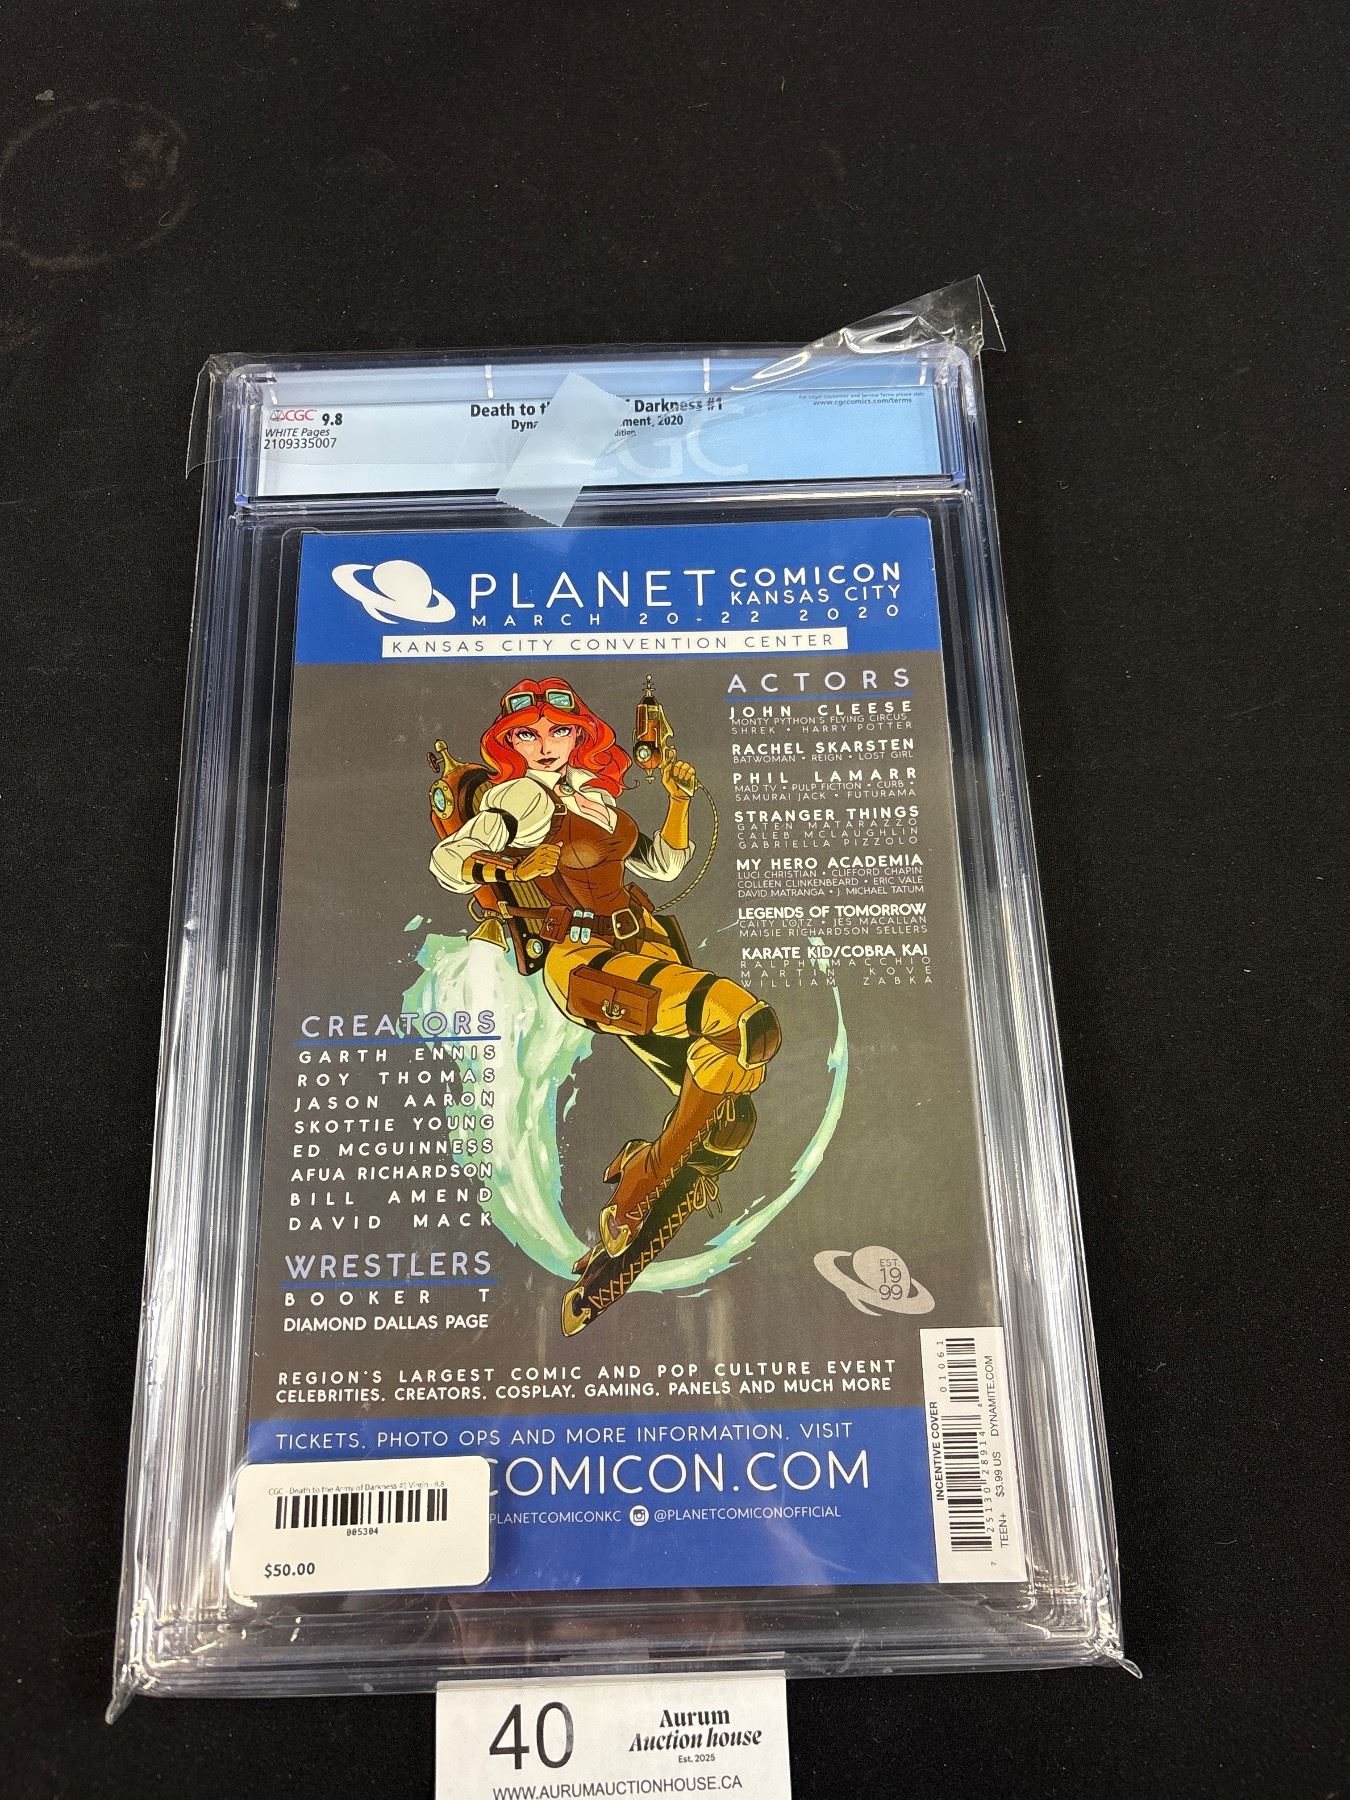 CGC 9.8
WHITE Pages
2109335007
Death to th f Darkness #1
Dyna ment, 2020
dition
www.cgccomics.com/terms
CGC
PLANET COMICON
KANSAS CITY
MARCH 20-22 2020
KANSAS CITY CONVENTION CENTER
ACTORS
JOHN CLEESE
MONTY PYTHON'S FLYING CIRCUS
SHREK • HARRY POTTER
RACHEL SKARSTEN
BATWOMAN • REIGN • LOST GIRL
PHIL LAMARR
MAD TV • PULP FICTION • CURB •
SAMURAI JACK • FUTURAMA
STRANGER THINGS
GATEN MATARAZZO
CALEB MCLAUGHLIN
GABRIELLA PIZZOLO
MY HERO ACADEMIA
LUCI CHRISTIAN • CLIFFORD CHAPIN
COLLEEN CLINKENBEARD • ERIC VALE
DAVID MATRANGA • J. MICHAEL TATUM
LEGENDS OF TOMORROW
CAITY LOTZ • JES MACALLAN
MAISIE RICHARDSON SELLERS
KARATE KID/COBRA KAI
RALPH MACCHIO
MARTIN KOVE
WILLIAM ZABKA
CREATORS
GARTH ENNIS
ROY THOMAS
JASON AARON
SKOTTIE YOUNG
ED MCGUINNESS
AFUA RICHARDSON
BILL AMEND
DAVID MACK
WRESTLERS
BOOKER T
DIAMOND DALLAS PAGE
EST.
19
99
REGION'S LARGEST COMIC AND POP CULTURE EVENT
CELEBRITIES, CREATORS, COSPLAY, GAMING, PANELS AND MUCH MORE
TICKETS, PHOTO OPS AND MORE INFORMATION, VISIT
COMICON.COM
PLANETCOMICONKC @PLANETCOMICONOFFICIAL
INCENTIVE COVER
01061
7 25130 28914 8
TEEN+ $3.99 US DYNAMITE.COM
CGC - Death to the Army of Darkness #1 Virgin - 9.8
005304
$50.00
40
Aurum
Auction house
Est. 2025
WWW.AURUMAUCTIONHOUSE.CA